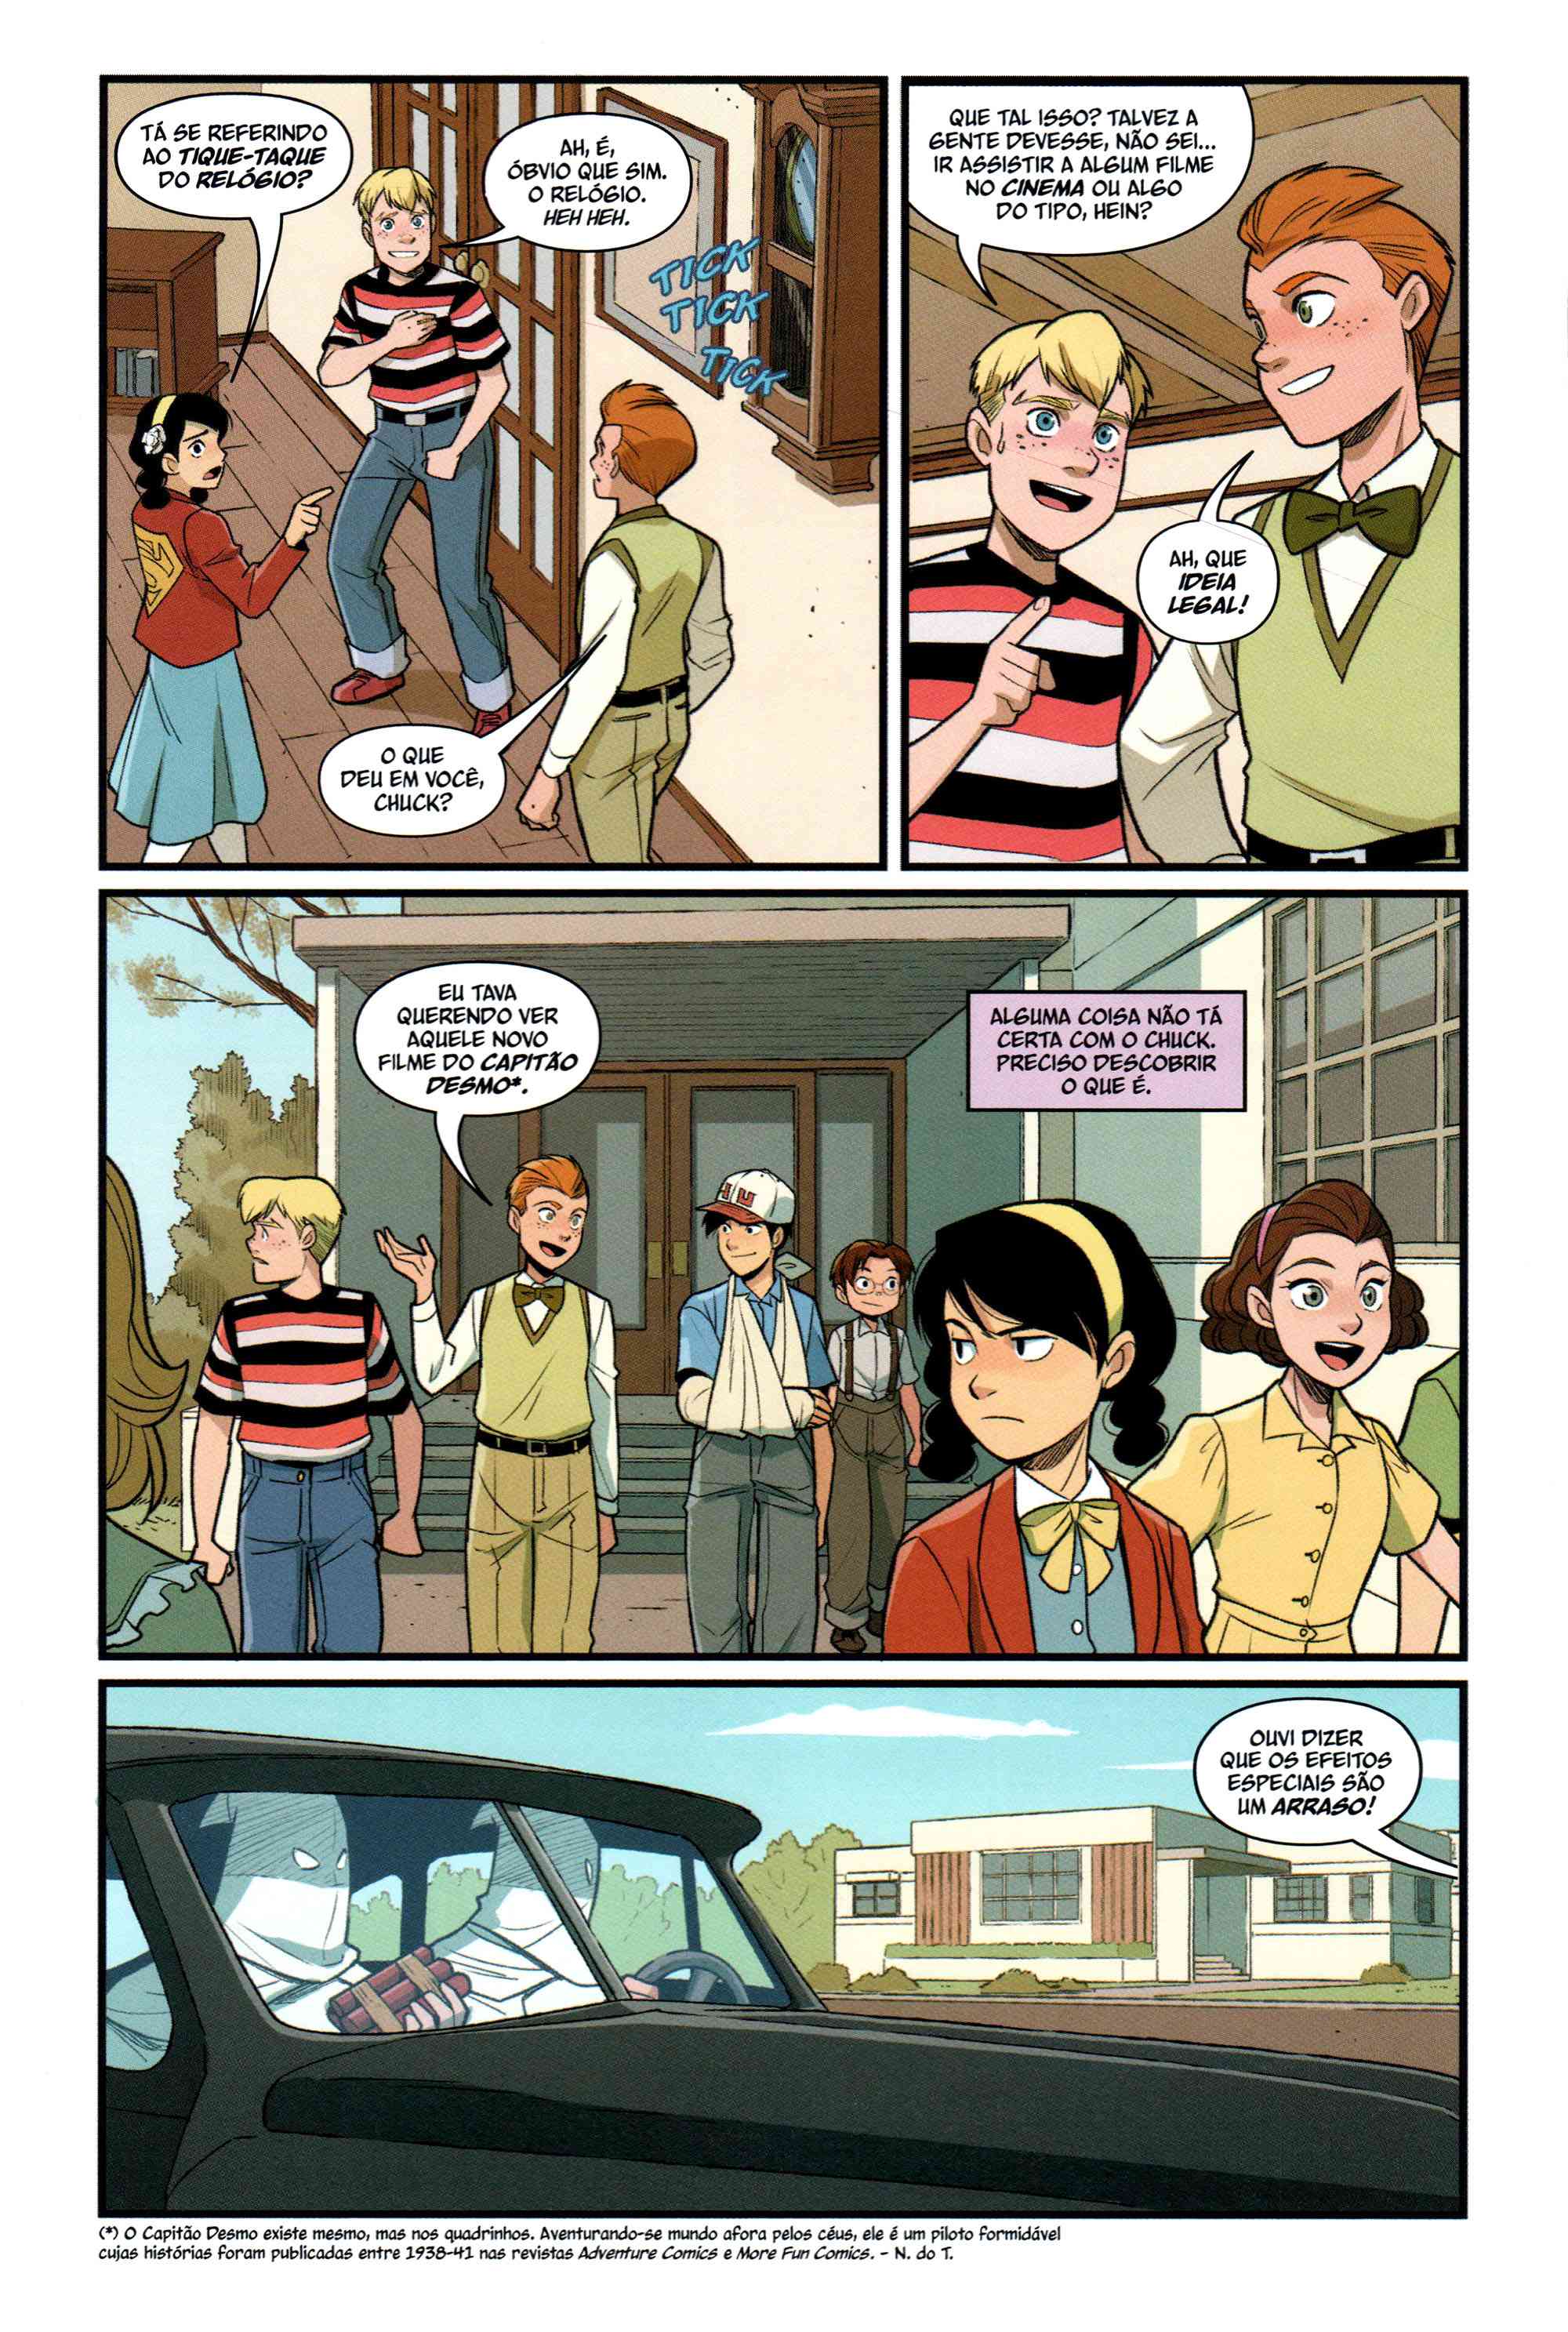 TÁ SE REFERINDO
AO TIQUE-TAQUE
DO RELÓGIO?
AH, É,
ÓBVIO QUE SIM.
O RELÓGIO.
HEH HEH.
TICK
TICK
TICK
O QUE
DEU EM VOCÊ,
CHUCK?
QUE TAL ISSO? TALVEZ A
GENTE DEVESSE, NÃO SEI...
IR ASSISTIR A ALGUM FILME
NO CINEMA OU ALGO
DO TIPO, HEIN?
AH, QUE
IDEIA
LEGAL!
EU TAVA
QUERENDO VER
AQUELE NOVO
FILME DO CAPITÃO
DESMO*.
ALGUMA COISA NÃO TÁ
CERTA COM O CHUCK.
PRECISO DESCOBRIR
O QUE É.
OUVI DIZER
QUE OS EFEITOS
ESPECIAIS SÃO
UM ARRASO!
(*) O Capitão Desmo existe mesmo, mas nos quadrinhos. Aventurando-se mundo afora pelos céus, ele é um piloto formidável
cujas histórias foram publicadas entre 1938-41 nas revistas Adventure Comics e More Fun Comics. – N. do T.